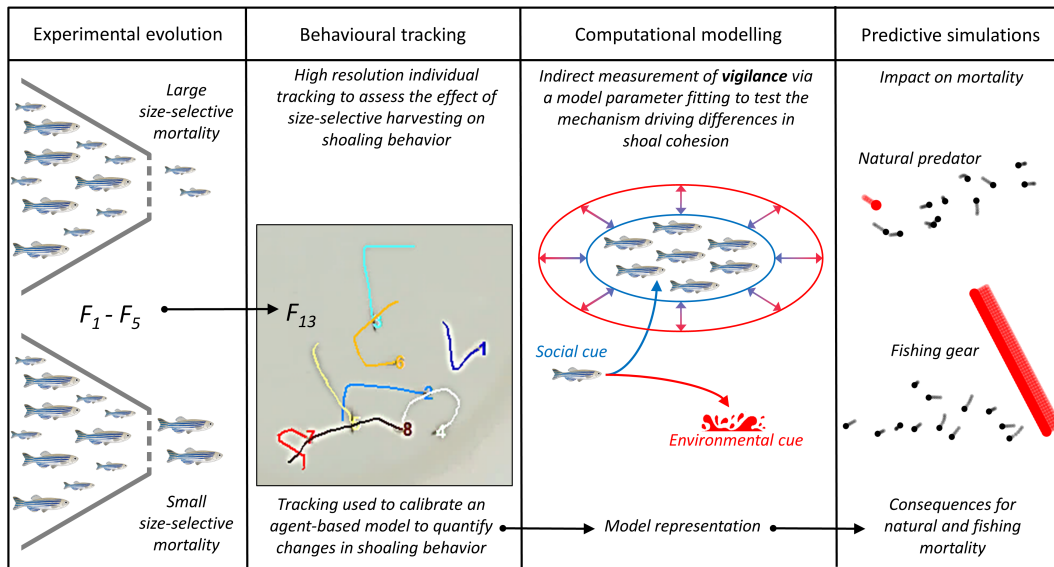 Experimental evolution
Large
size-selective
mortality
F1 - F5
Small
size-selective
mortality
Behavioural tracking
High resolution individual
tracking to assess the effect of
size-selective harvesting on
shoaling behavior
F13
1
6
2
4
8
7
Tracking used to calibrate an
agent-based model to quantify
changes in shoaling behavior
Computational modelling
Indirect measurement of vigilance via
a model parameter fitting to test the
mechanism driving differences in
shoal cohesion
Social cue
Environmental cue
Model representation
Predictive simulations
Impact on mortality
Natural predator
Fishing gear
Consequences for
natural and fishing
mortality